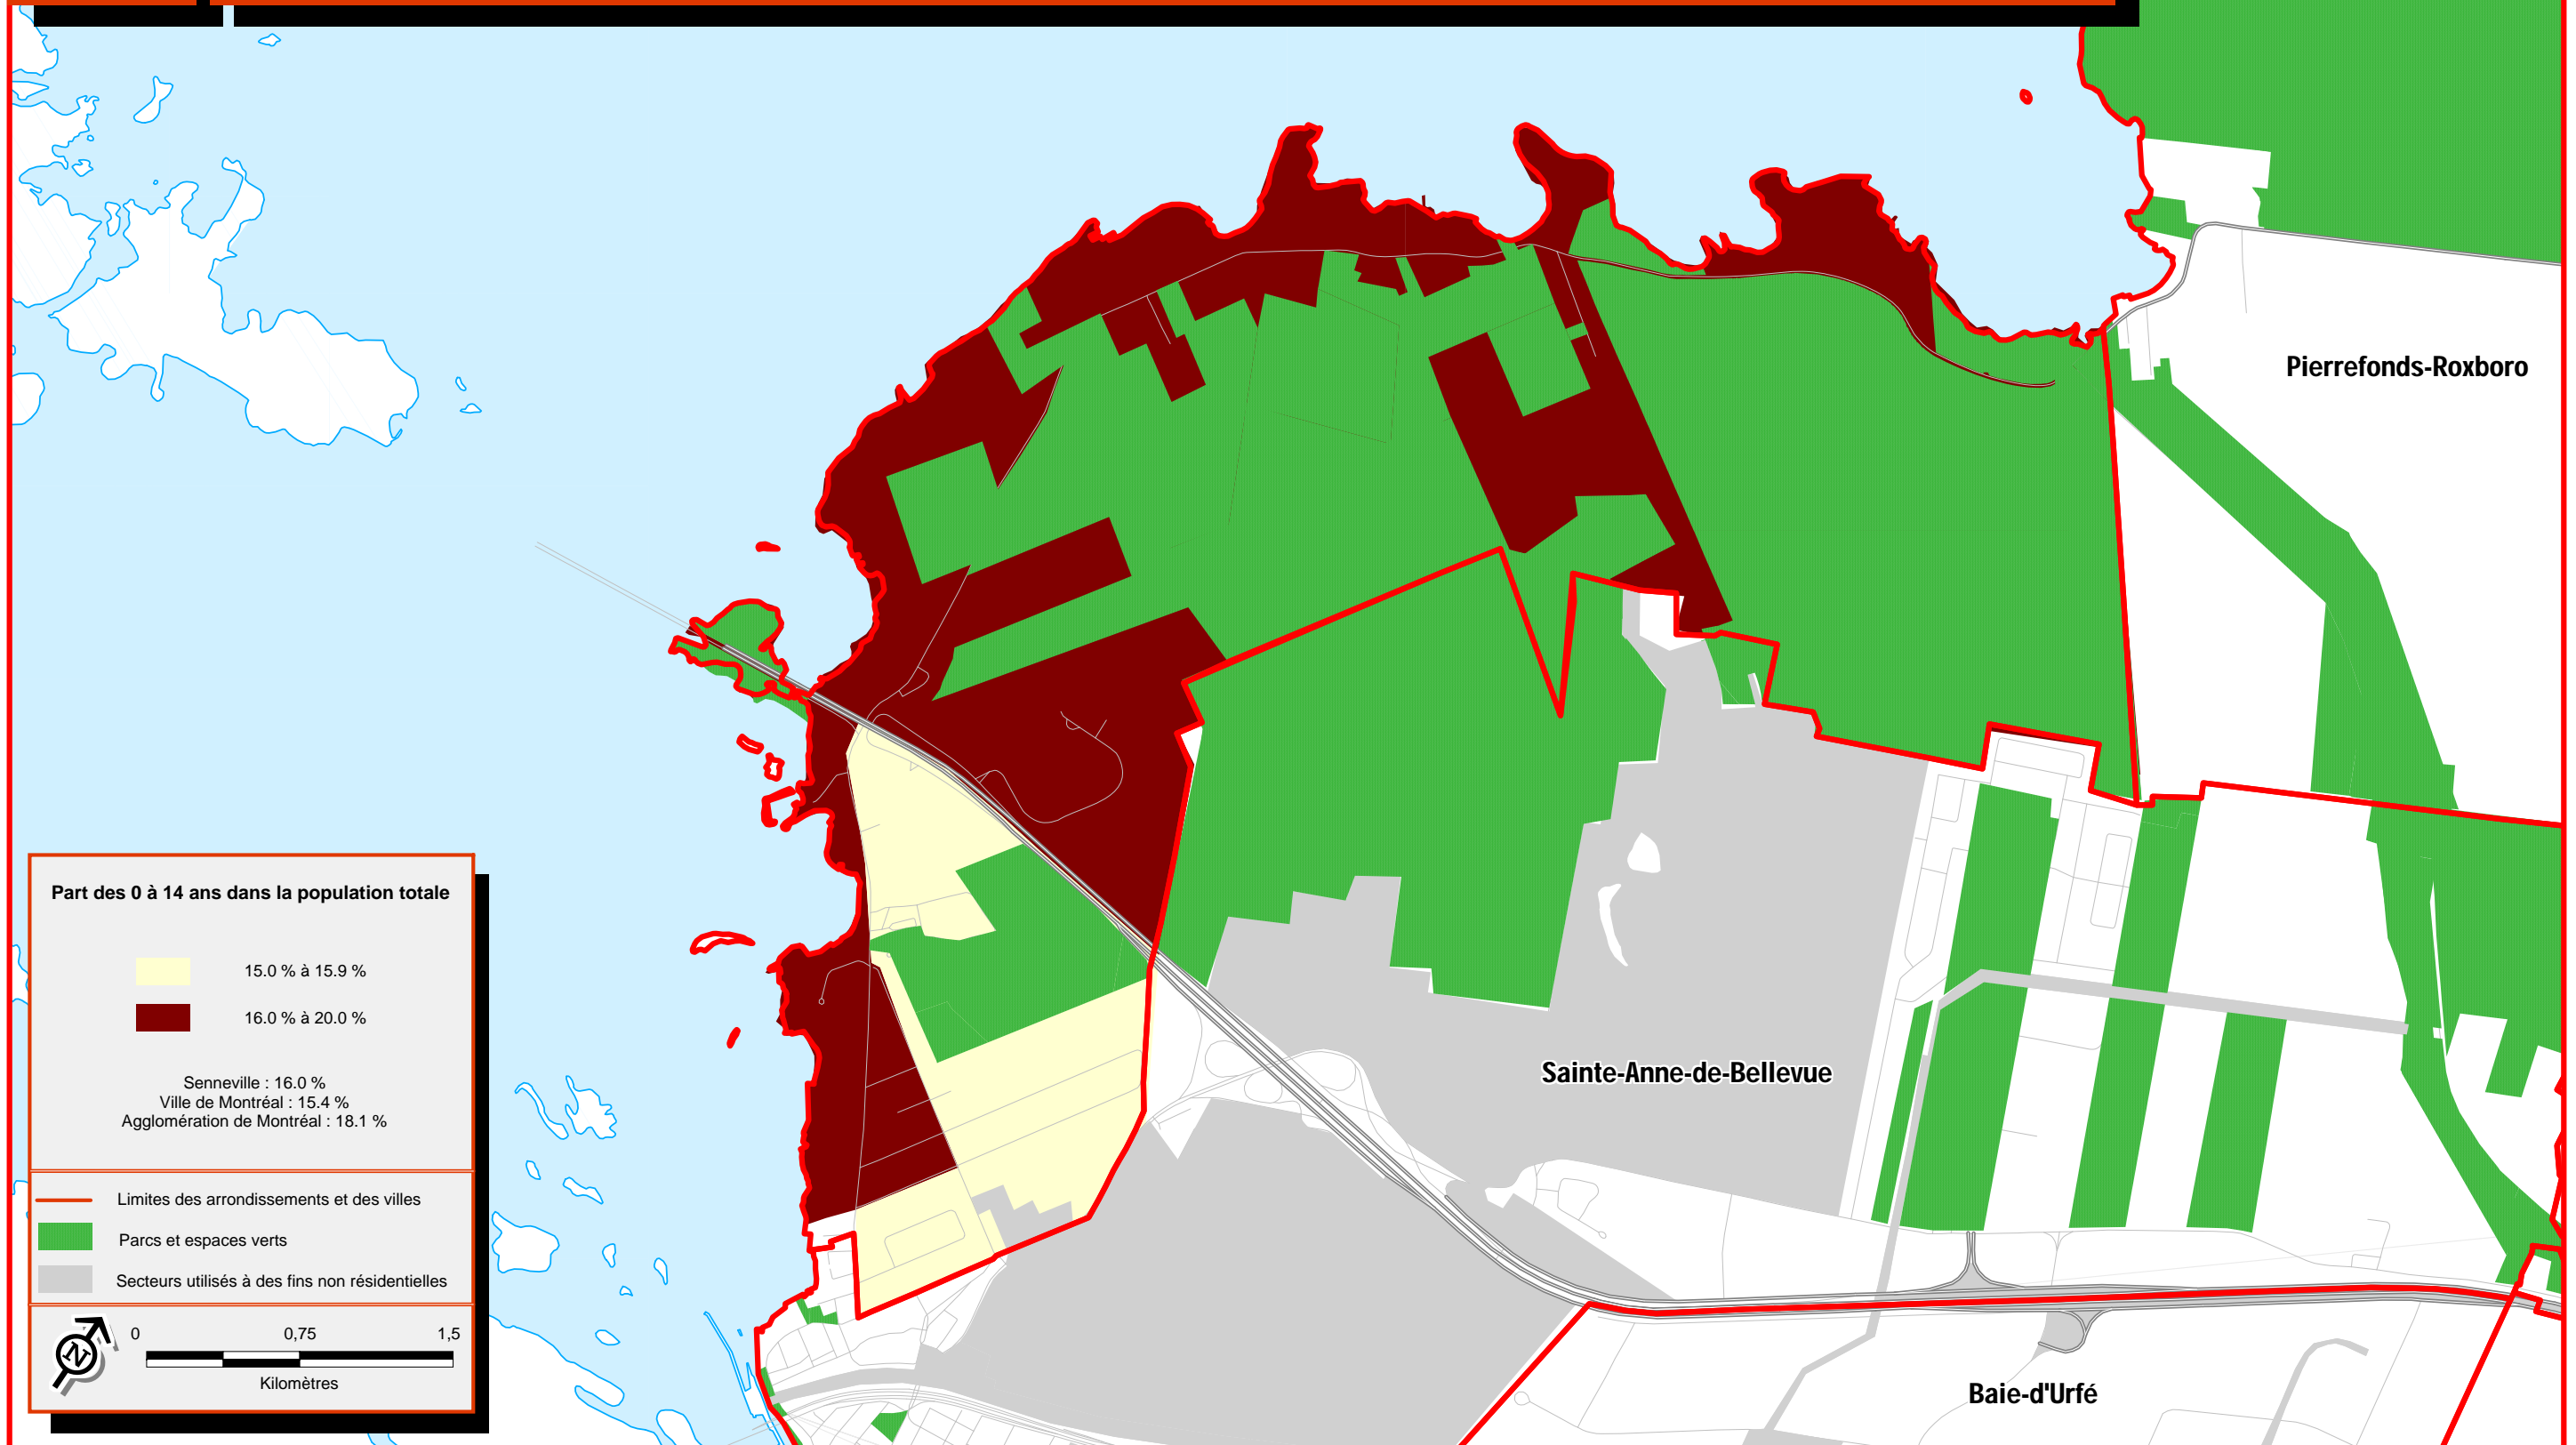 Pierrefonds-Roxboro
Part des 0 à 14 ans dans la population totale
15.0 % à 15.9 %
16.0 % à 20.0 %
Senneville : 16.0 %
Ville de Montréal : 15.4 %
Agglomération de Montréal : 18.1 %
Sainte-Anne-de-Bellevue
Limites des arrondissements et des villes
Parcs et espaces verts
Secteurs utilisés à des fins non résidentielles
N
0 0,75 1,5
Kilomètres
Baie-d'Urfé